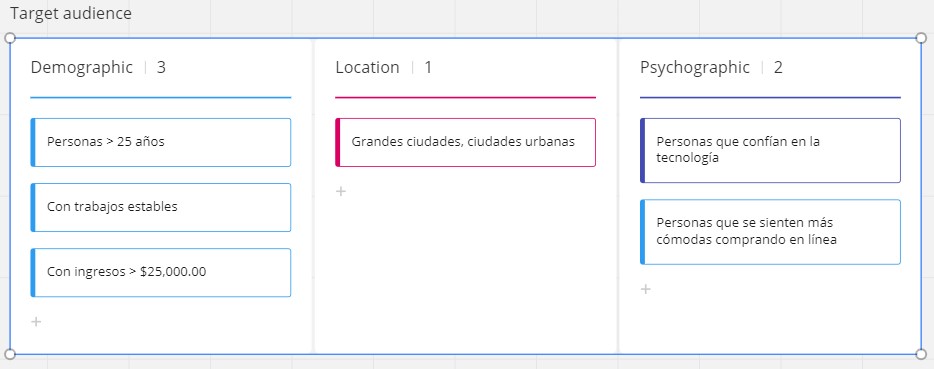 Target audience
Demographic | 3
Location | 1
Psychographic | 2
Personas > 25 años
Con trabajos estables
Con ingresos > $25,000.00
+
Grandes ciudades, ciudades urbanas
+
Personas que confían en la
tecnología
Personas que se sienten más
cómodas comprando en línea
+